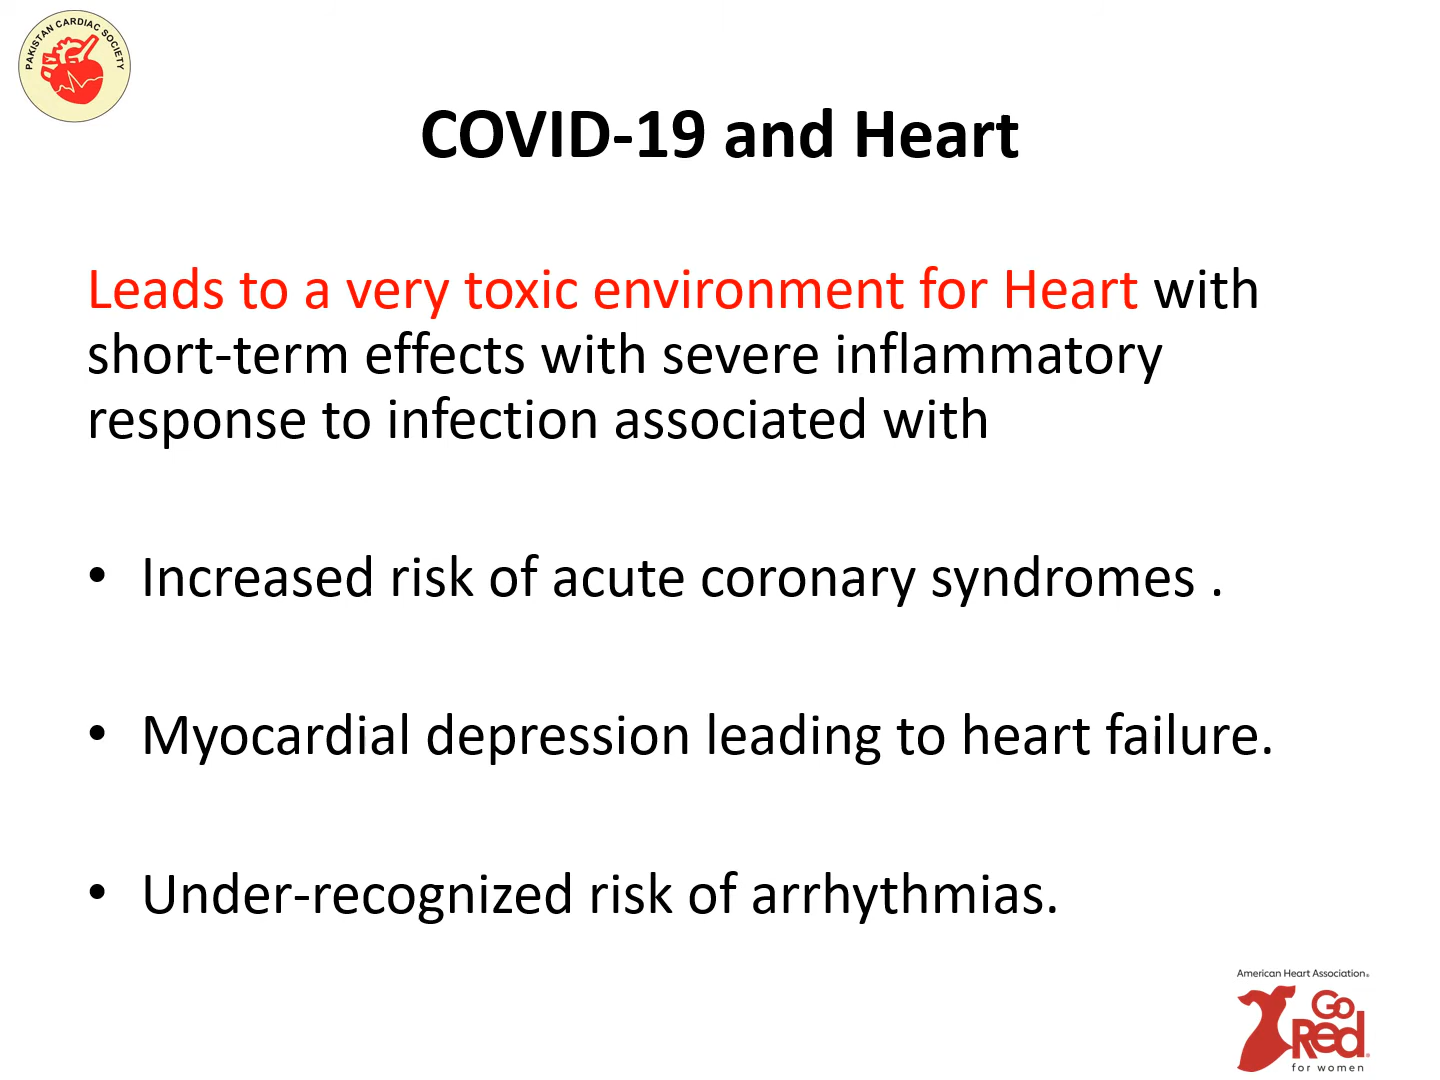 PAKISTAN CARDIAC SOCIETY
COVID-19 and Heart
Leads to a very toxic environment for Heart with
short-term effects with severe inflammatory
response to infection associated with
• Increased risk of acute coronary syndromes .
• Myocardial depression leading to heart failure.
• Under-recognized risk of arrhythmias.
American Heart Association®
Go
Red®
for women